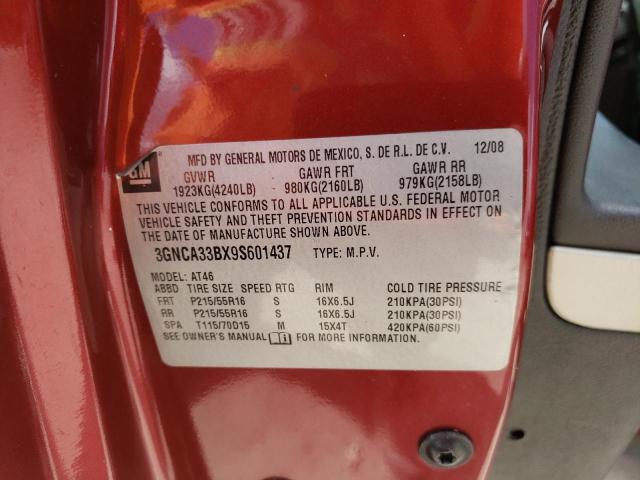 GM MFD BY GENERAL MOTORS DE MEXICO, S. DE R.L. DE C.V. 12/08
GVWR GAWR FRT GAWR RR
1923KG(4240LB) - 980KG(2160LB) 979KG(2158LB)
THIS VEHICLE CONFORMS TO ALL APPLICABLE U.S. FEDERAL MOTOR
VEHICLE SAFETY AND THEFT PREVENTION STANDARDS IN EFFECT ON
THE DATE OF MANUFACTURE SHOWN ABOVE.
3GNCA33BX9S601437 TYPE: M.P.V.
MODEL: AT46
ABBD TIRE SIZE SPEED RTG RIM COLD TIRE PRESSURE
FRT P215/55R16 S 16X6.5J 210KPA(30PSI)
RR P215/55R16 S 16X6.5J 210KPA(30PSI)
SPA T115/70D15 M 15X4T 420KPA(60PSI)
SEE OWNER'S MANUAL FOR MORE INFORMATION.